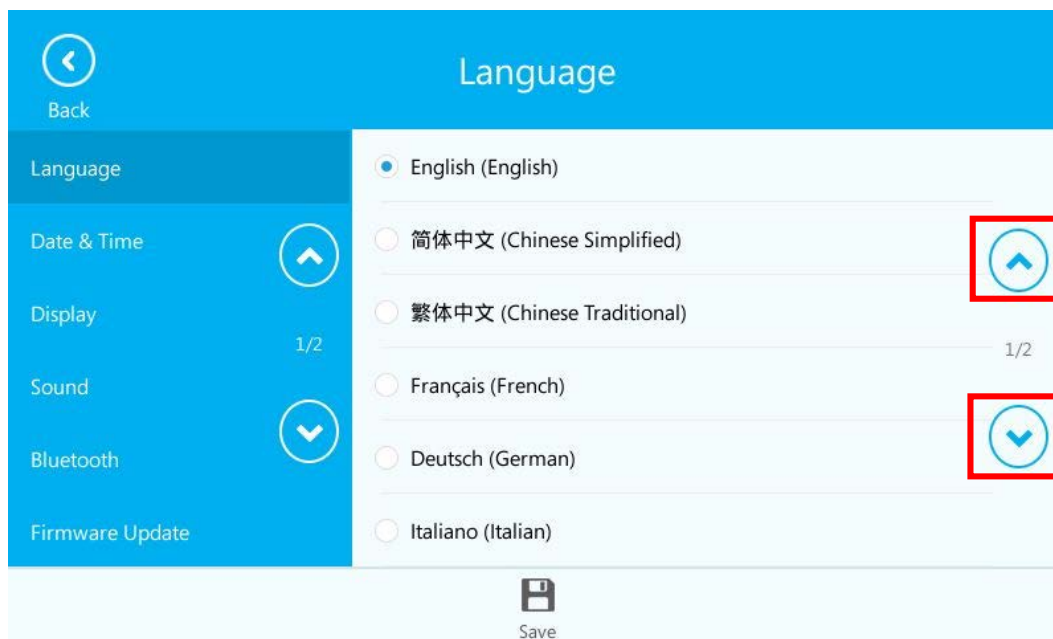 Back
Language
Language
Date & Time
Display
1/2
Sound
Bluetooth
Firmware Update
English (English)
简体中文 (Chinese Simplified)
繁体中文 (Chinese Traditional)
1/2
Français (French)
Deutsch (German)
Italiano (Italian)
Save